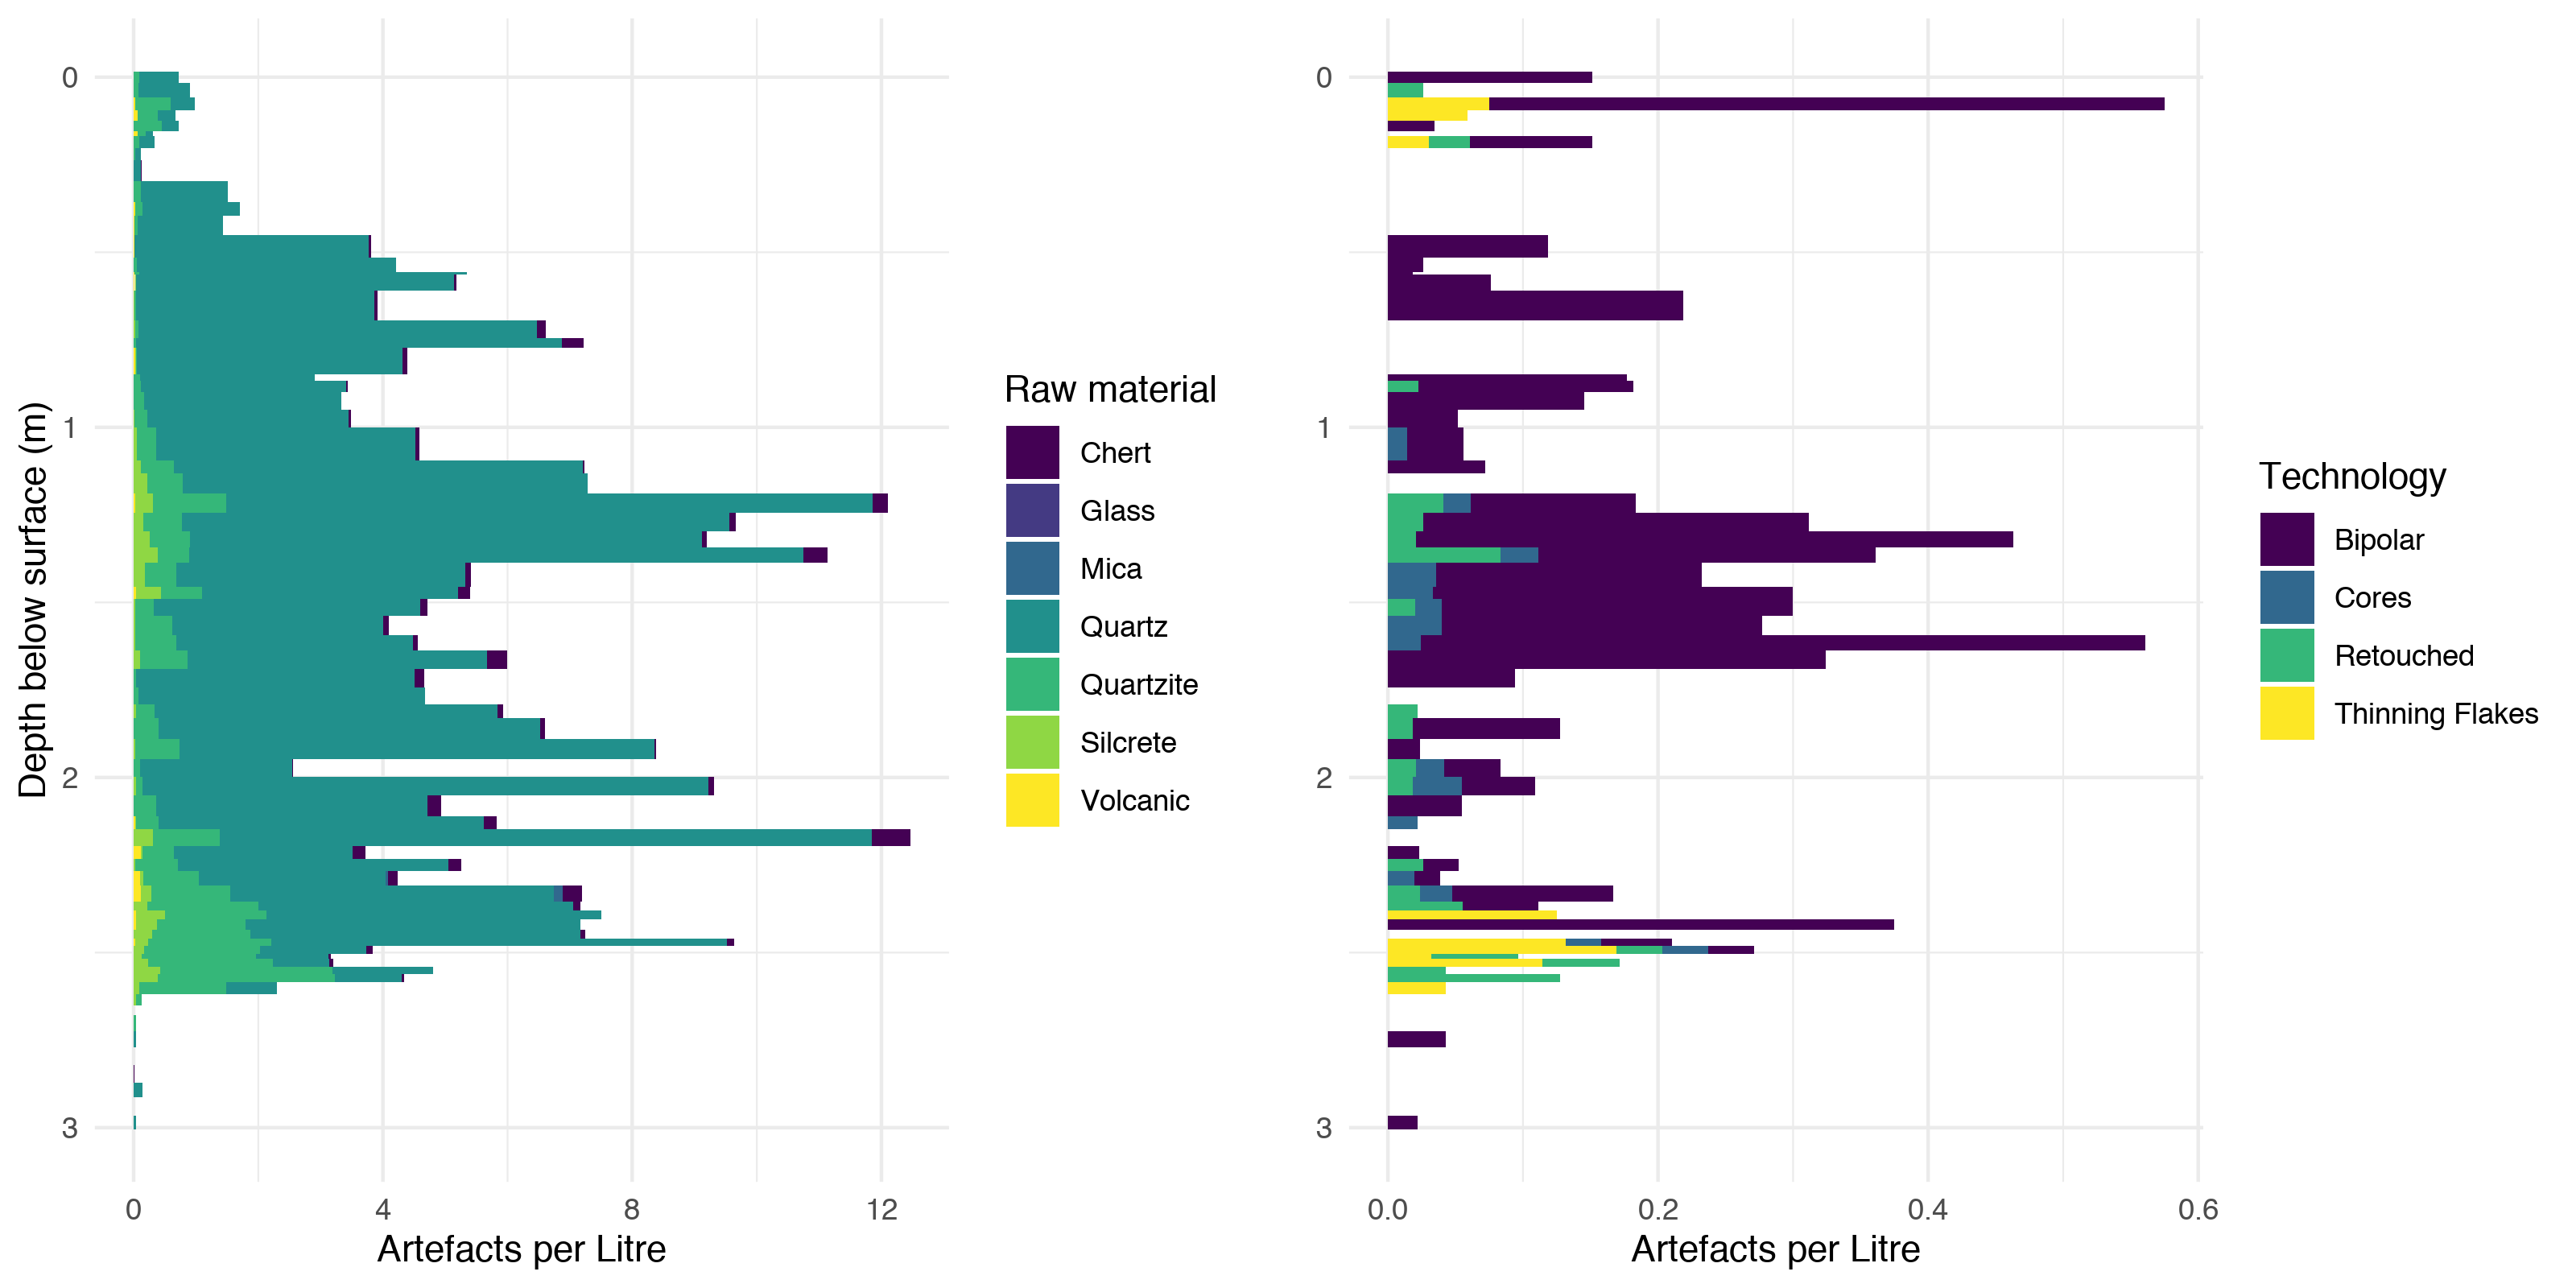 Depth below surface (m)
0
1
2
3
0 4 8 12
Artefacts per Litre
Raw material
Chert
Glass
Mica
Quartz
Quartzite
Silcrete
Volcanic
0
1
2
3
0.0 0.2 0.4 0.6
Artefacts per Litre
Technology
Bipolar
Cores
Retouched
Thinning Flakes